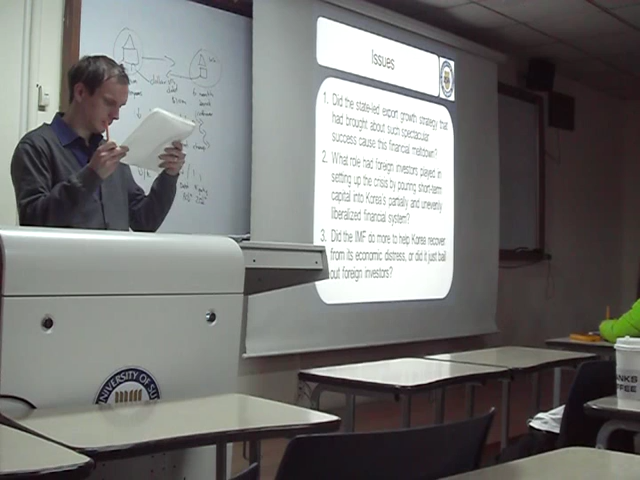 Issues
1. Did the state-led export growth strategy that
had brought about such spectacular
success cause this financial meltdown?
2. What role had foreign investors played in
setting up the crisis by pouring short-term
capital into Korea's partially and unevenly
liberalized financial system?
3. Did the IMF do more to help Korea recover
from its economic distress, or did it just bail
out foreign investors?
UNIVERSITY OF SU
ANKS
FFEE